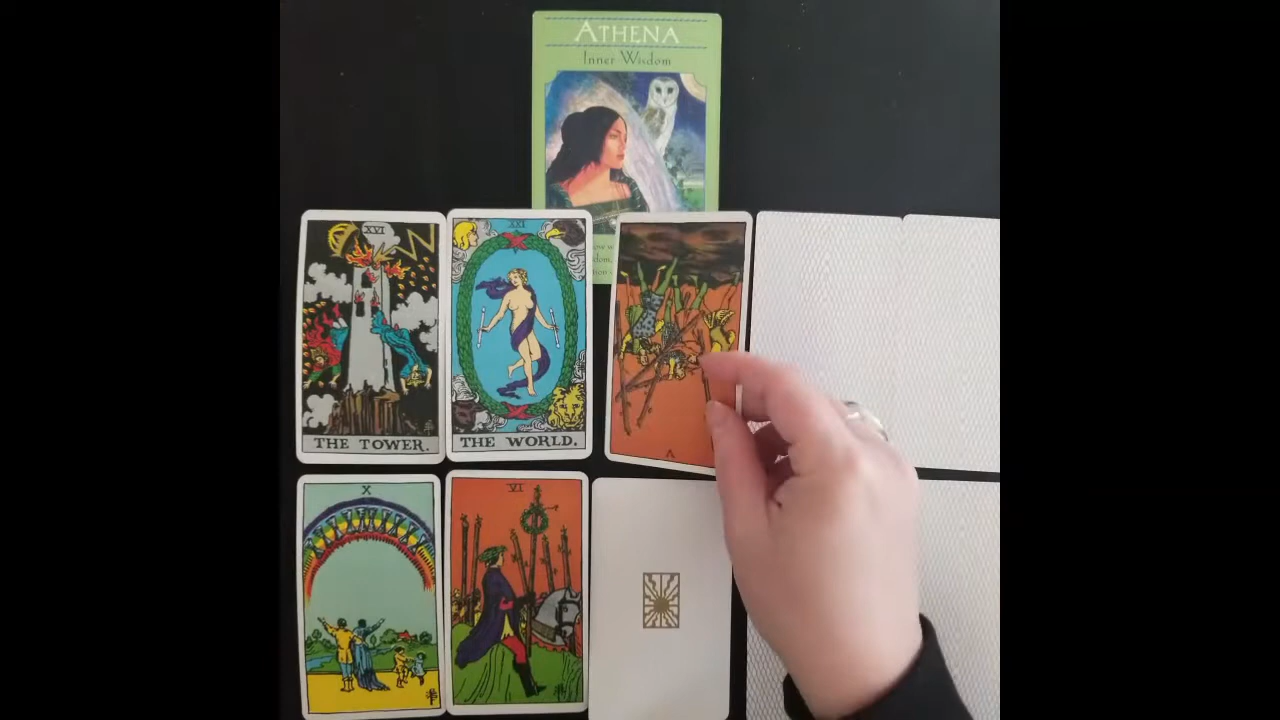 ATHENA
Inner Wisdom
XVI
THE TOWER.
XXI
THE WORLD.
V
X
VI